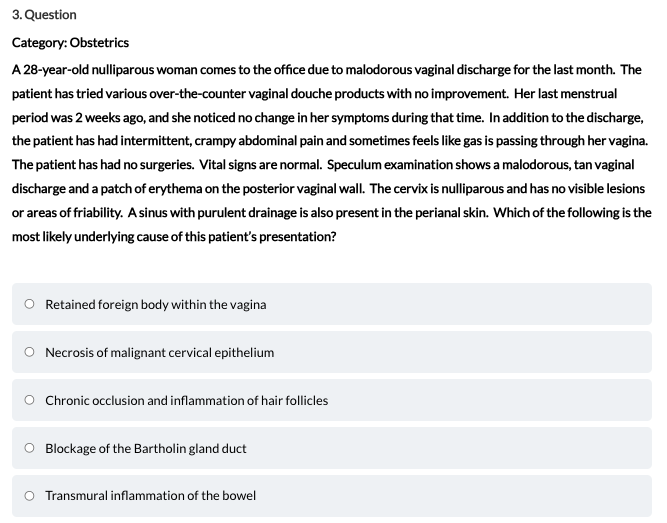 3. Question
Category: Obstetrics
A 28-year-old nulliparous woman comes to the office due to malodorous vaginal discharge for the last month. The
patient has tried various over-the-counter vaginal douche products with no improvement. Her last menstrual
period was 2 weeks ago, and she noticed no change in her symptoms during that time. In addition to the discharge,
the patient has had intermittent, crampy abdominal pain and sometimes feels like gas is passing through her vagina.
The patient has had no surgeries. Vital signs are normal. Speculum examination shows a malodorous, tan vaginal
discharge and a patch of erythema on the posterior vaginal wall. The cervix is nulliparous and has no visible lesions
or areas of friability. A sinus with purulent drainage is also present in the perianal skin. Which of the following is the
most likely underlying cause of this patient's presentation?
Retained foreign body within the vagina
Necrosis of malignant cervical epithelium
Chronic occlusion and inflammation of hair follicles
Blockage of the Bartholin gland duct
Transmural inflammation of the bowel